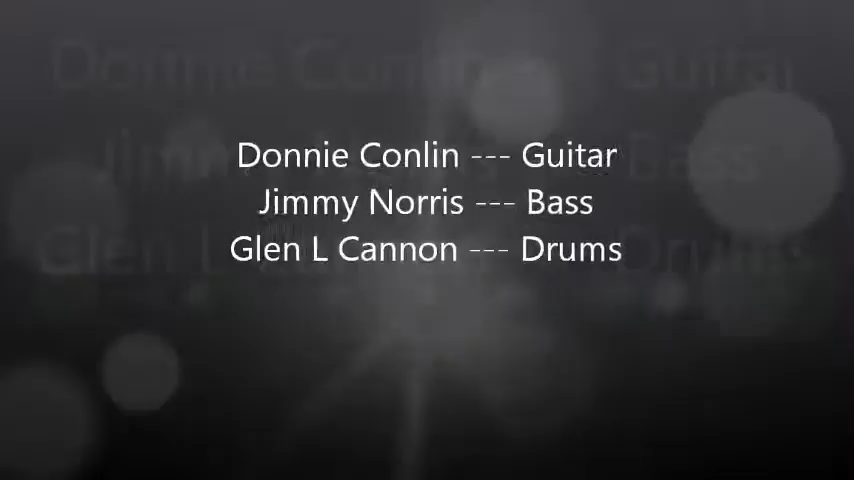 Donnie Conlin --- Guitar
Jimmy Norris --- Bass
Glen L Cannon --- Drums